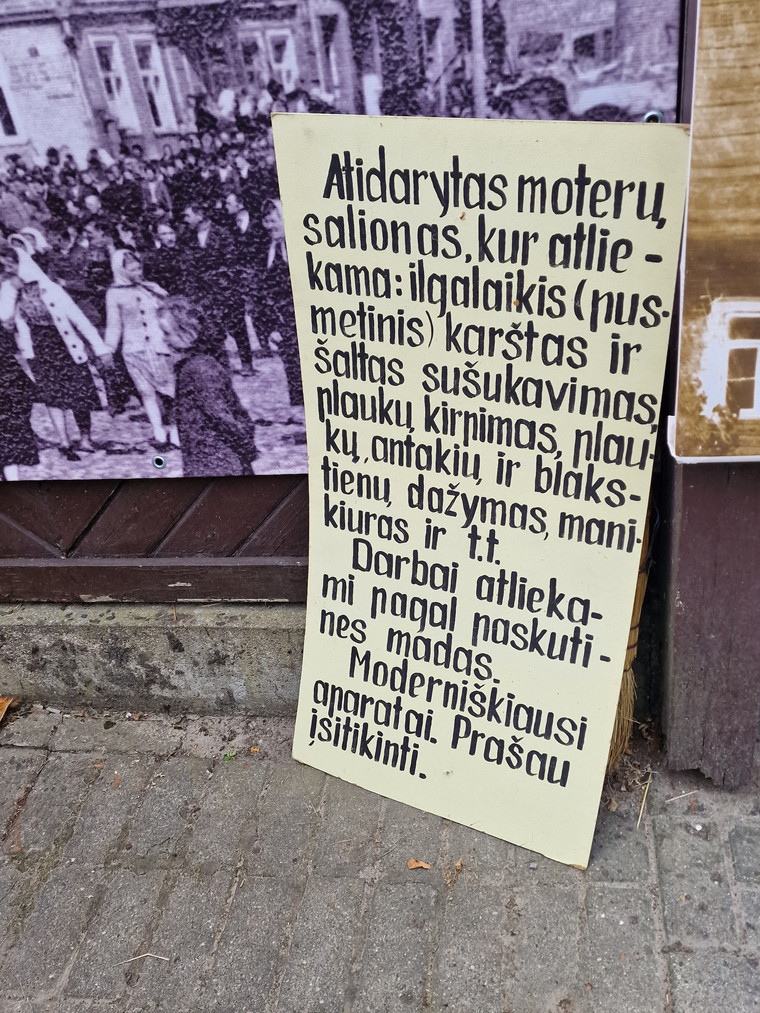 Atidarytas moterų
salionas, kur atlie-
kama: ilgalaikis (pus-
metinis) karštas ir
šaltas sušukavimas,
plaukų kirpimas, plau-
kų, antakių ir blaks-
tienų dažymas, mani-
kiuras ir t.t.
Darbai atlieka-
mi pagal paskuti-
nes madas.
Moderniškiausi
aparatai. Prašau
įsitikinti.